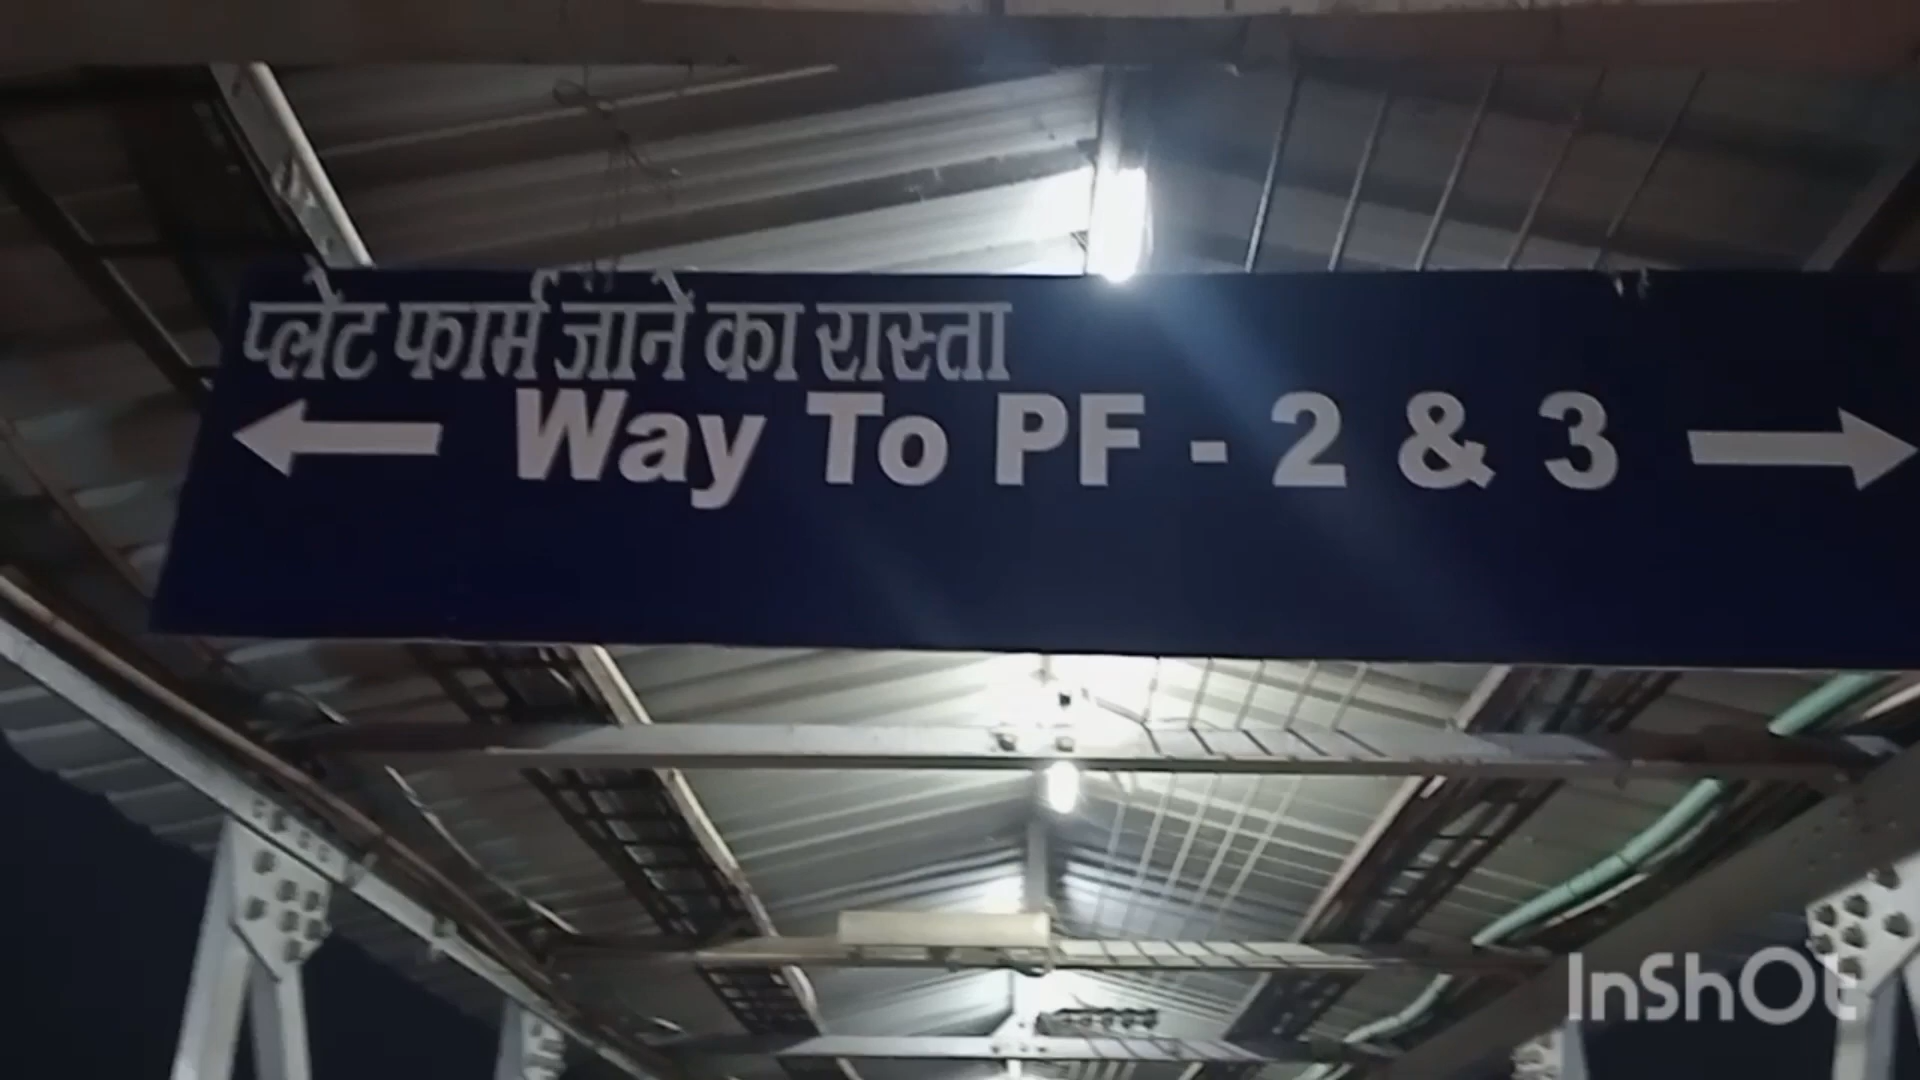 प्लेट फार्म जाने का रास्ता
← Way To PF - 2 & 3 →
InShOt